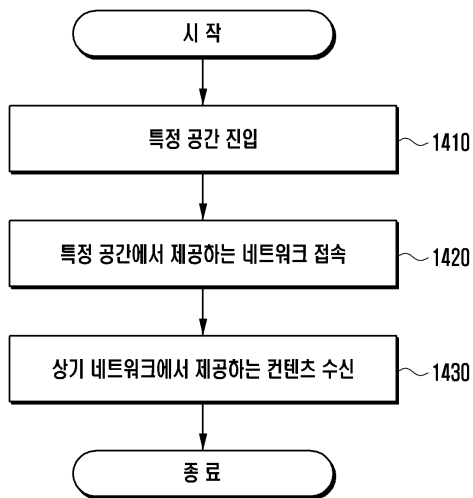 시 작
특정 공간 진입
1410
특정 공간에서 제공하는 네트워크 접속
1420
상기 네트워크에서 제공하는 컨텐츠 수신
1430
종 료